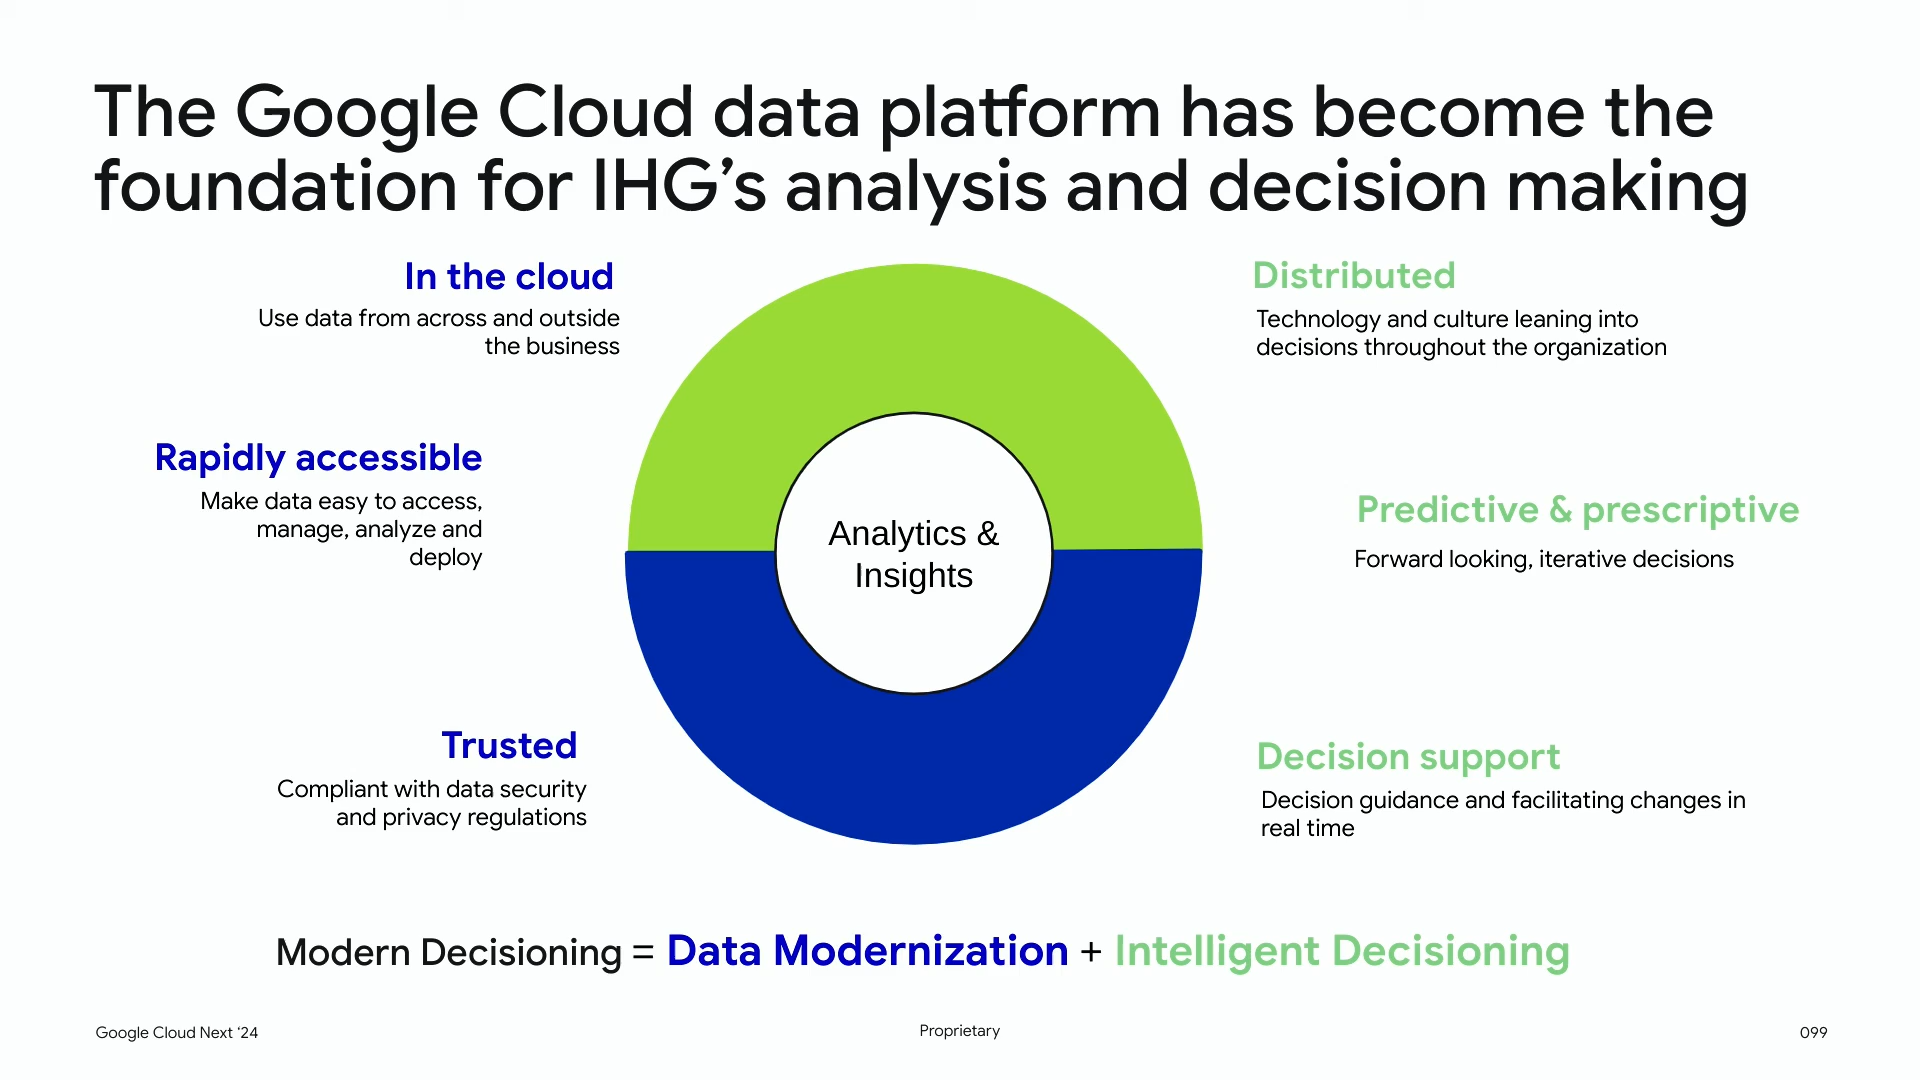 The Google Cloud data platform has become the
foundation for IHG’s analysis and decision making
In the cloud
Use data from across and outside
the business
Rapidly accessible
Make data easy to access,
manage, analyze and
deploy
Trusted
Compliant with data security
and privacy regulations
Analytics &
Insights
Distributed
Technology and culture leaning into
decisions throughout the organization
Predictive & prescriptive
Forward looking, iterative decisions
Decision support
Decision guidance and facilitating changes in
real time
Modern Decisioning = Data Modernization + Intelligent Decisioning
Google Cloud Next ‘24
Proprietary
099